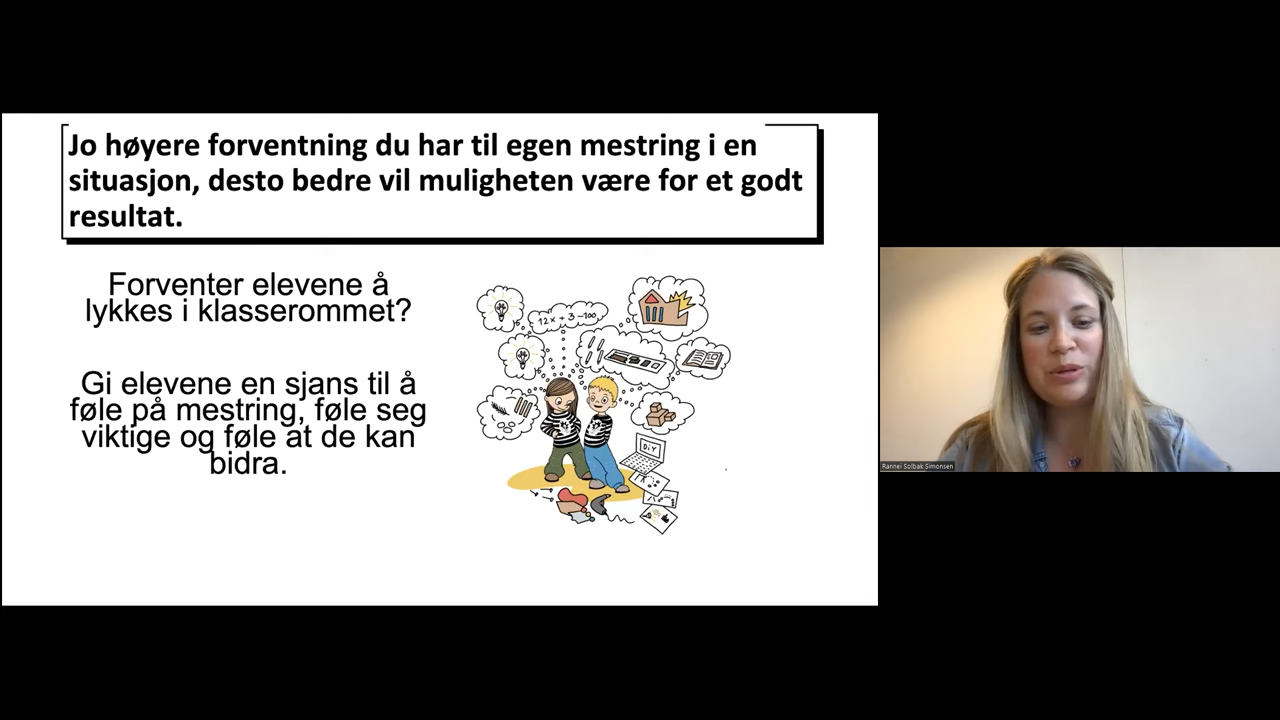 Jo høyere forventning du har til egen mestring i en
situasjon, desto bedre vil muligheten være for et godt
resultat.
Forventer elevene å
lykkes i klasserommet?
Gi elevene en sjans til å
føle på mestring, føle seg
viktige og føle at de kan
bidra.
12x + 3-100
DiY
Rannei Solbak Simonsen